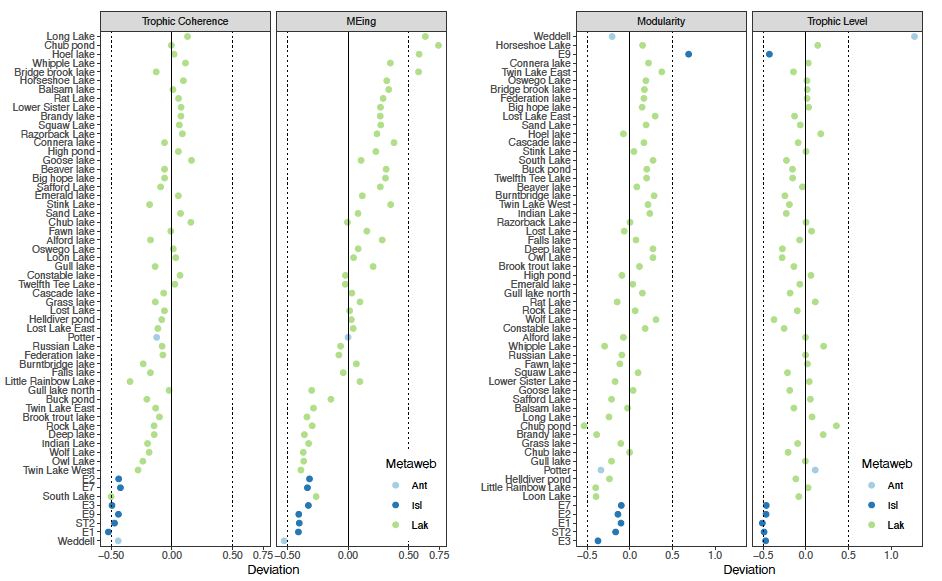 Trophic Coherence
MEing
Long Lake
Chub pond
Hoel lake
Whipple Lake
Bridge brook lake
Horseshoe Lake
Balsam lake
Rat Lake
Lower Sister Lake
Brandy lake
Squaw Lake
Razorback Lake
Connera lake
High pond
Goose lake
Beaver lake
Big hope lake
Safford Lake
Emerald lake
Stink Lake
Sand Lake
Chub lake
Fawn lake
Alford lake
Oswego Lake
Loon Lake
Gull lake
Constable lake
Twelfth Tee Lake
Cascade lake
Grass lake
Lost Lake
Helldiver pond
Lost Lake East
Potter
Russian Lake
Federation lake
Burntbridge lake
Falls lake
Little Rainbow Lake
Gull lake north
Buck pond
Twin Lake East
Brook trout lake
Rock Lake
Deep lake
Indian Lake
Wolf Lake
Owl Lake
Twin Lake West
E2
E7
South Lake
E3
E9
ST2
E1
Weddell
Metaweb
Ant
Isl
Lak
−0.50 0.00 0.50 0.75
−0.50 0.00 0.50 0.75
Deviation
Modularity
Trophic Level
Weddell
Horseshoe Lake
E9
Connera lake
Twin Lake East
Oswego Lake
Bridge brook lake
Federation lake
Big hope lake
Lost Lake East
Sand Lake
Hoel lake
Cascade lake
Stink Lake
South Lake
Buck pond
Twelfth Tee Lake
Beaver lake
Burntbridge lake
Twin Lake West
Indian Lake
Razorback Lake
Lost Lake
Falls lake
Deep lake
Owl Lake
Brook trout lake
High pond
Emerald lake
Gull lake north
Rat Lake
Rock Lake
Wolf Lake
Constable lake
Alford lake
Whipple Lake
Russian Lake
Fawn lake
Squaw Lake
Lower Sister Lake
Goose lake
Safford Lake
Balsam lake
Long Lake
Chub pond
Brandy lake
Grass lake
Chub lake
Gull lake
Potter
Helldiver pond
Little Rainbow Lake
Loon Lake
E7
E2
E1
ST2
E3
Metaweb
Ant
Isl
Lak
−0.5 0.0 0.5 1.0
−0.5 0.0 0.5 1.0
Deviation